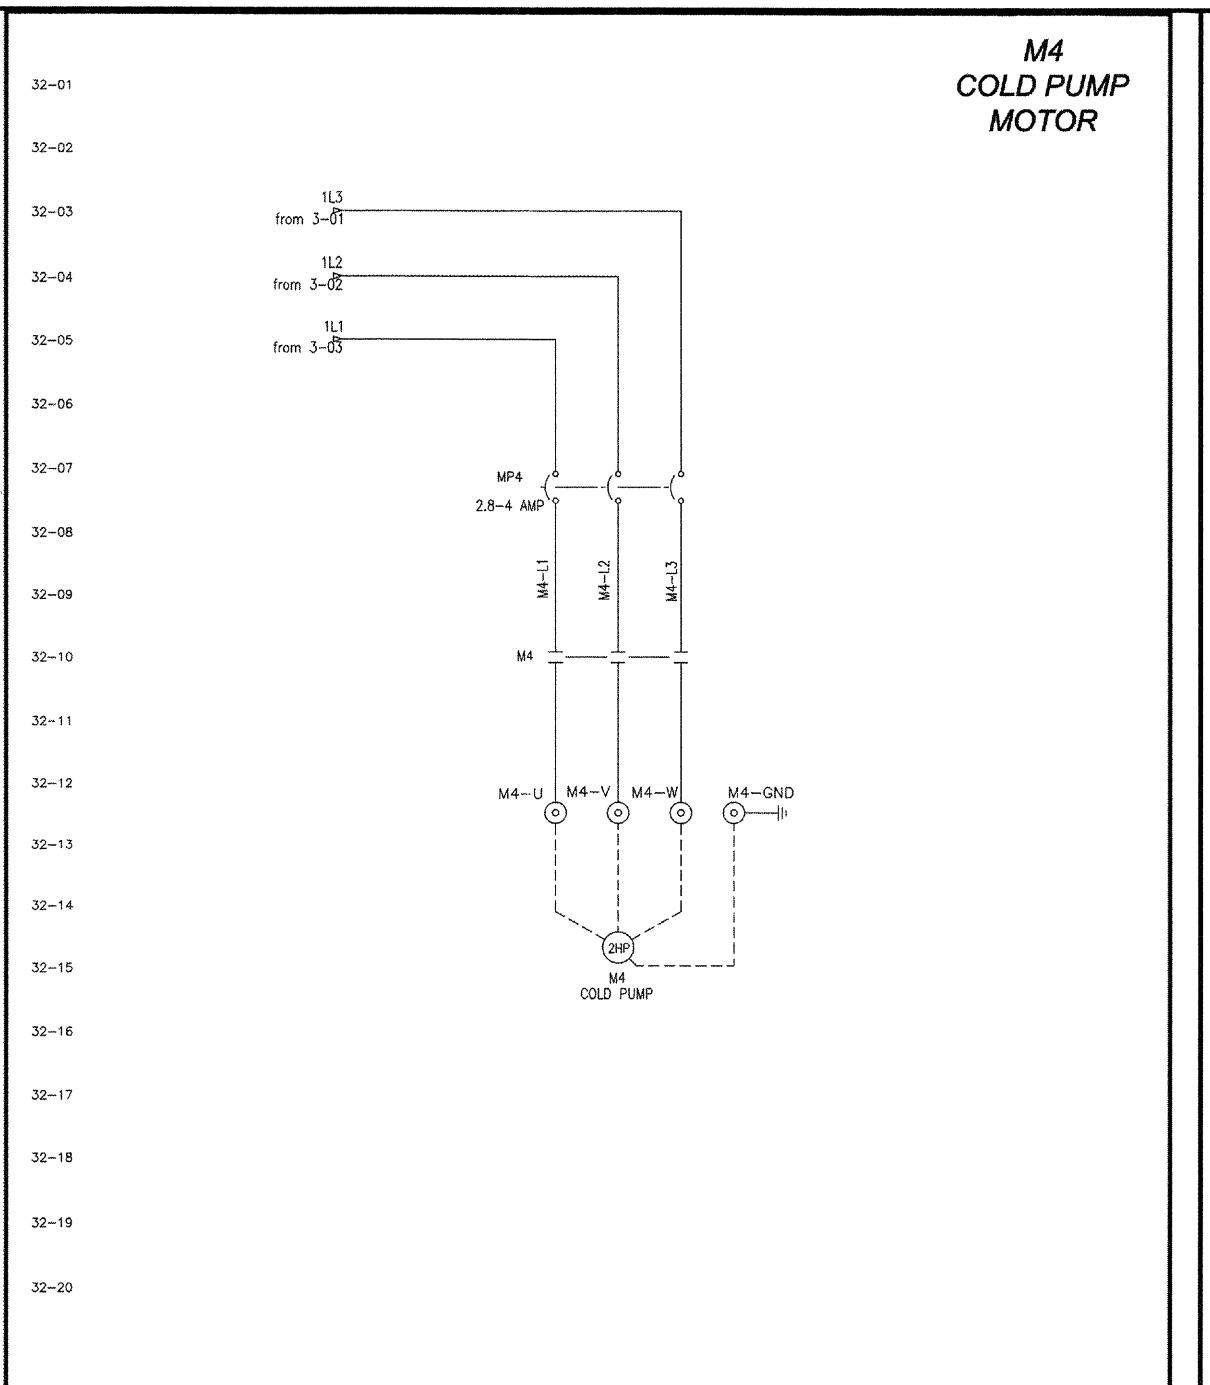 M4
COLD PUMP
MOTOR
32-01
32-02
1L3
32-03
from 3-01
1L2
32-04
from 3-02
1L1
32-05
from 3-03
32-06
32-07
MP4
2.8-4 AMP
32-08
M4-L1
M4-L2
M4-L3
32-09
32-10
M4
32-11
32-12
M4-U
M4-V
M4-W
M4-GND
32-13
32-14
2HP
32-15
M4
COLD PUMP
32-16
32-17
32-18
32-19
32-20